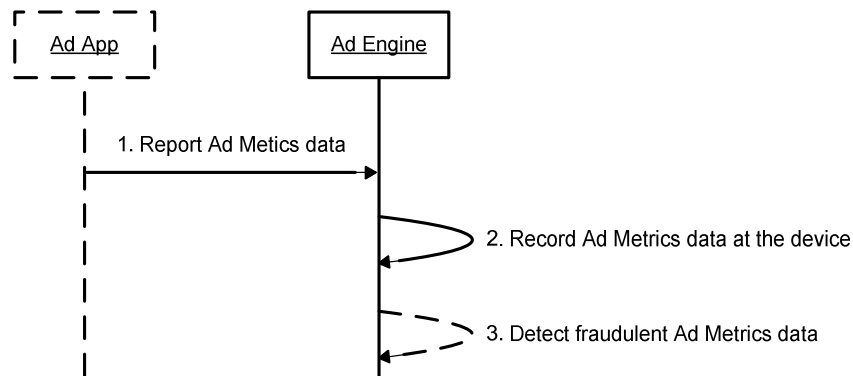 Ad App
Ad Engine
1. Report Ad Metics data
2. Record Ad Metrics data at the device
3. Detect fraudulent Ad Metrics data